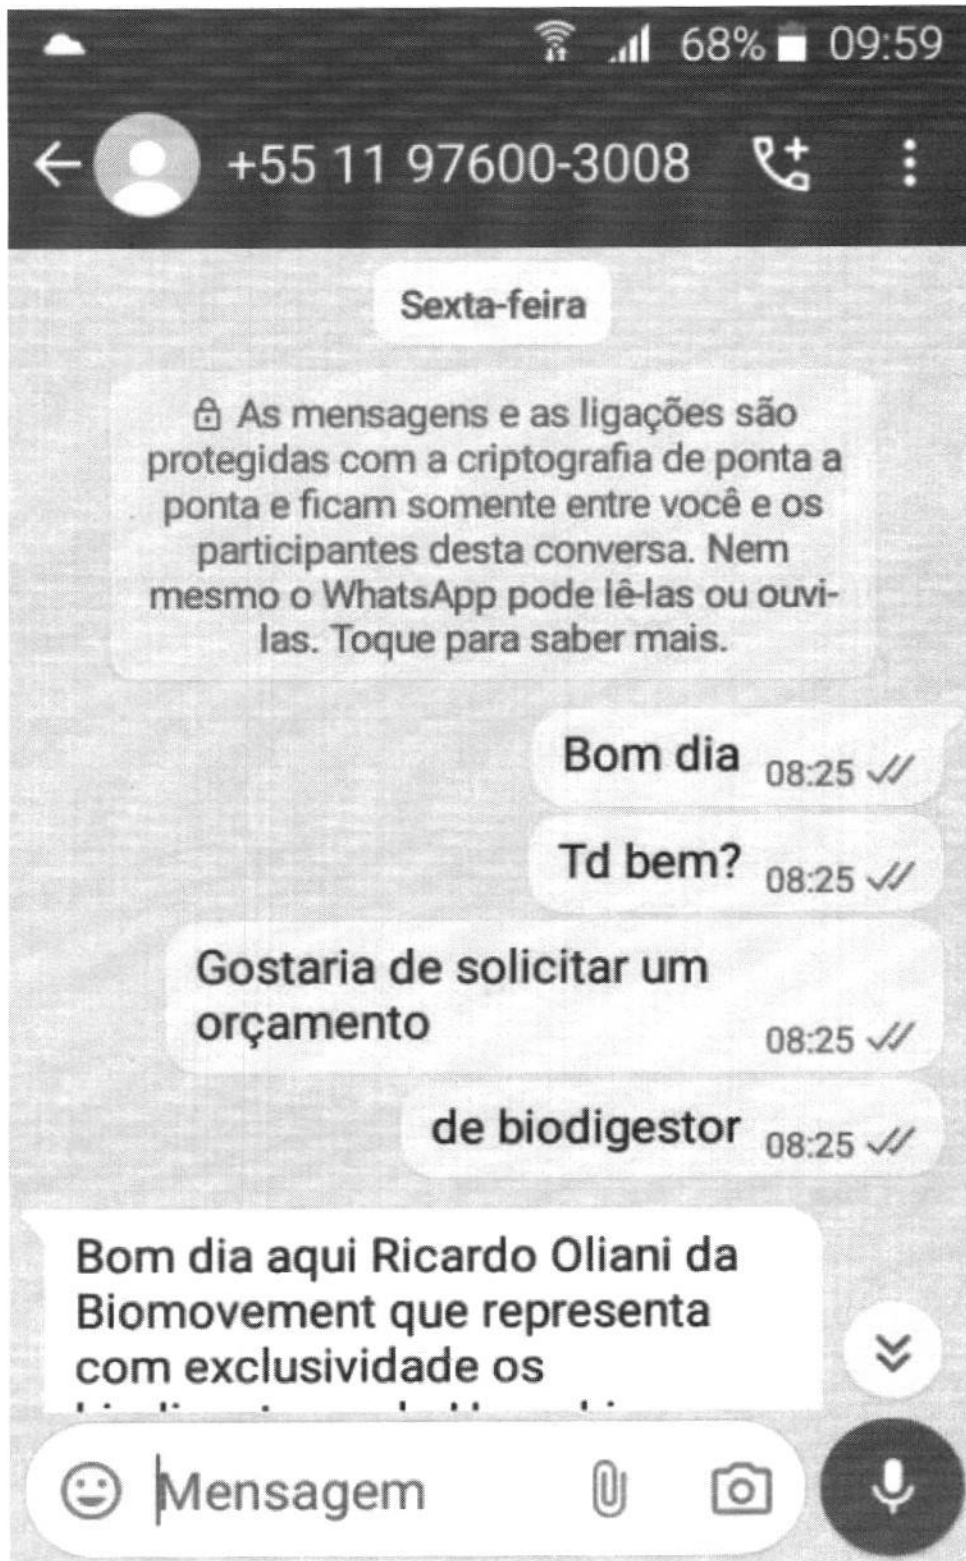 68% 09:59
+55 11 97600-3008
Sexta-feira
As mensagens e as ligações são
protegidas com a criptografia de ponta a
ponta e ficam somente entre você e os
participantes desta conversa. Nem
mesmo o WhatsApp pode lê-las ou ouvi-
las. Toque para saber mais.
Bom dia 08:25
Td bem? 08:25
Gostaria de solicitar um
orçamento 08:25
de biodigestor 08:25
Bom dia aqui Ricardo Oliani da
Biomovement que representa
com exclusividade os
Mensagem